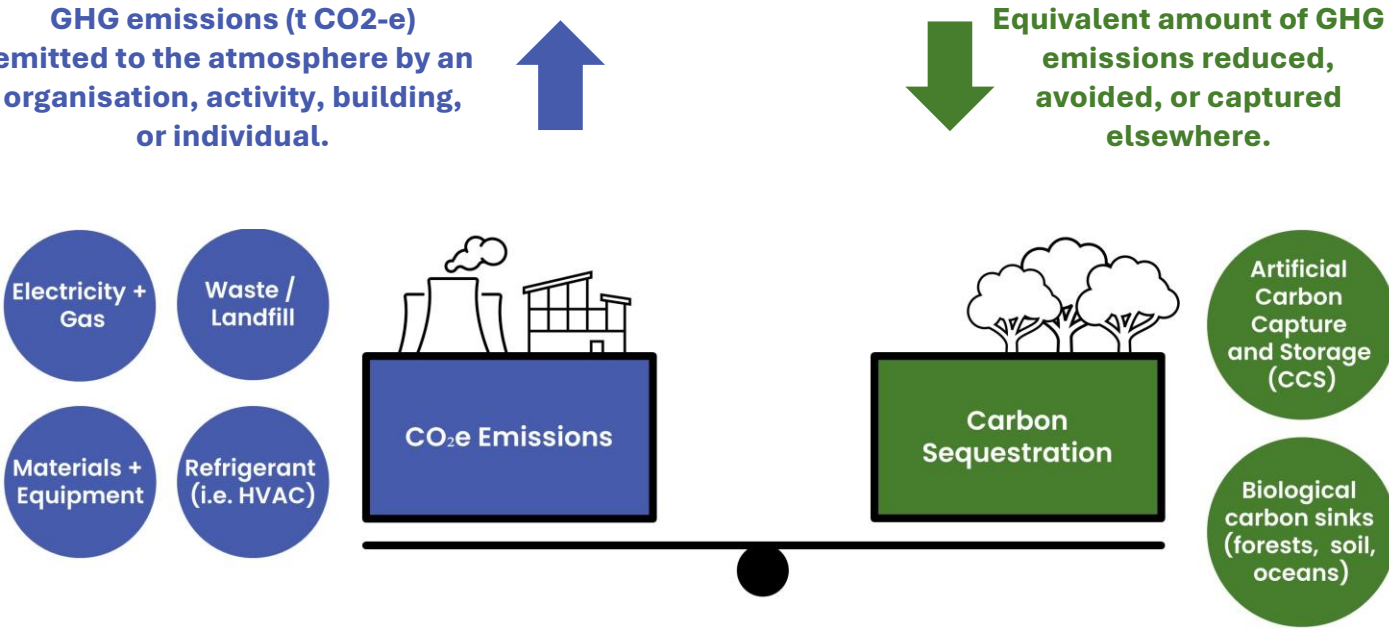 GHG emissions (t CO2-e)
emitted to the atmosphere by an
organisation, activity, building,
or individual.
Equivalent amount of GHG
emissions reduced,
avoided, or captured
elsewhere.
Electricity +
Gas
Waste /
Landfill
Materials +
Equipment
Refrigerant
(i.e. HVAC)
CO₂e Emissions
Carbon
Sequestration
Artificial
Carbon
Capture
and Storage
(CCS)
Biological
carbon sinks
(forests, soil,
oceans)